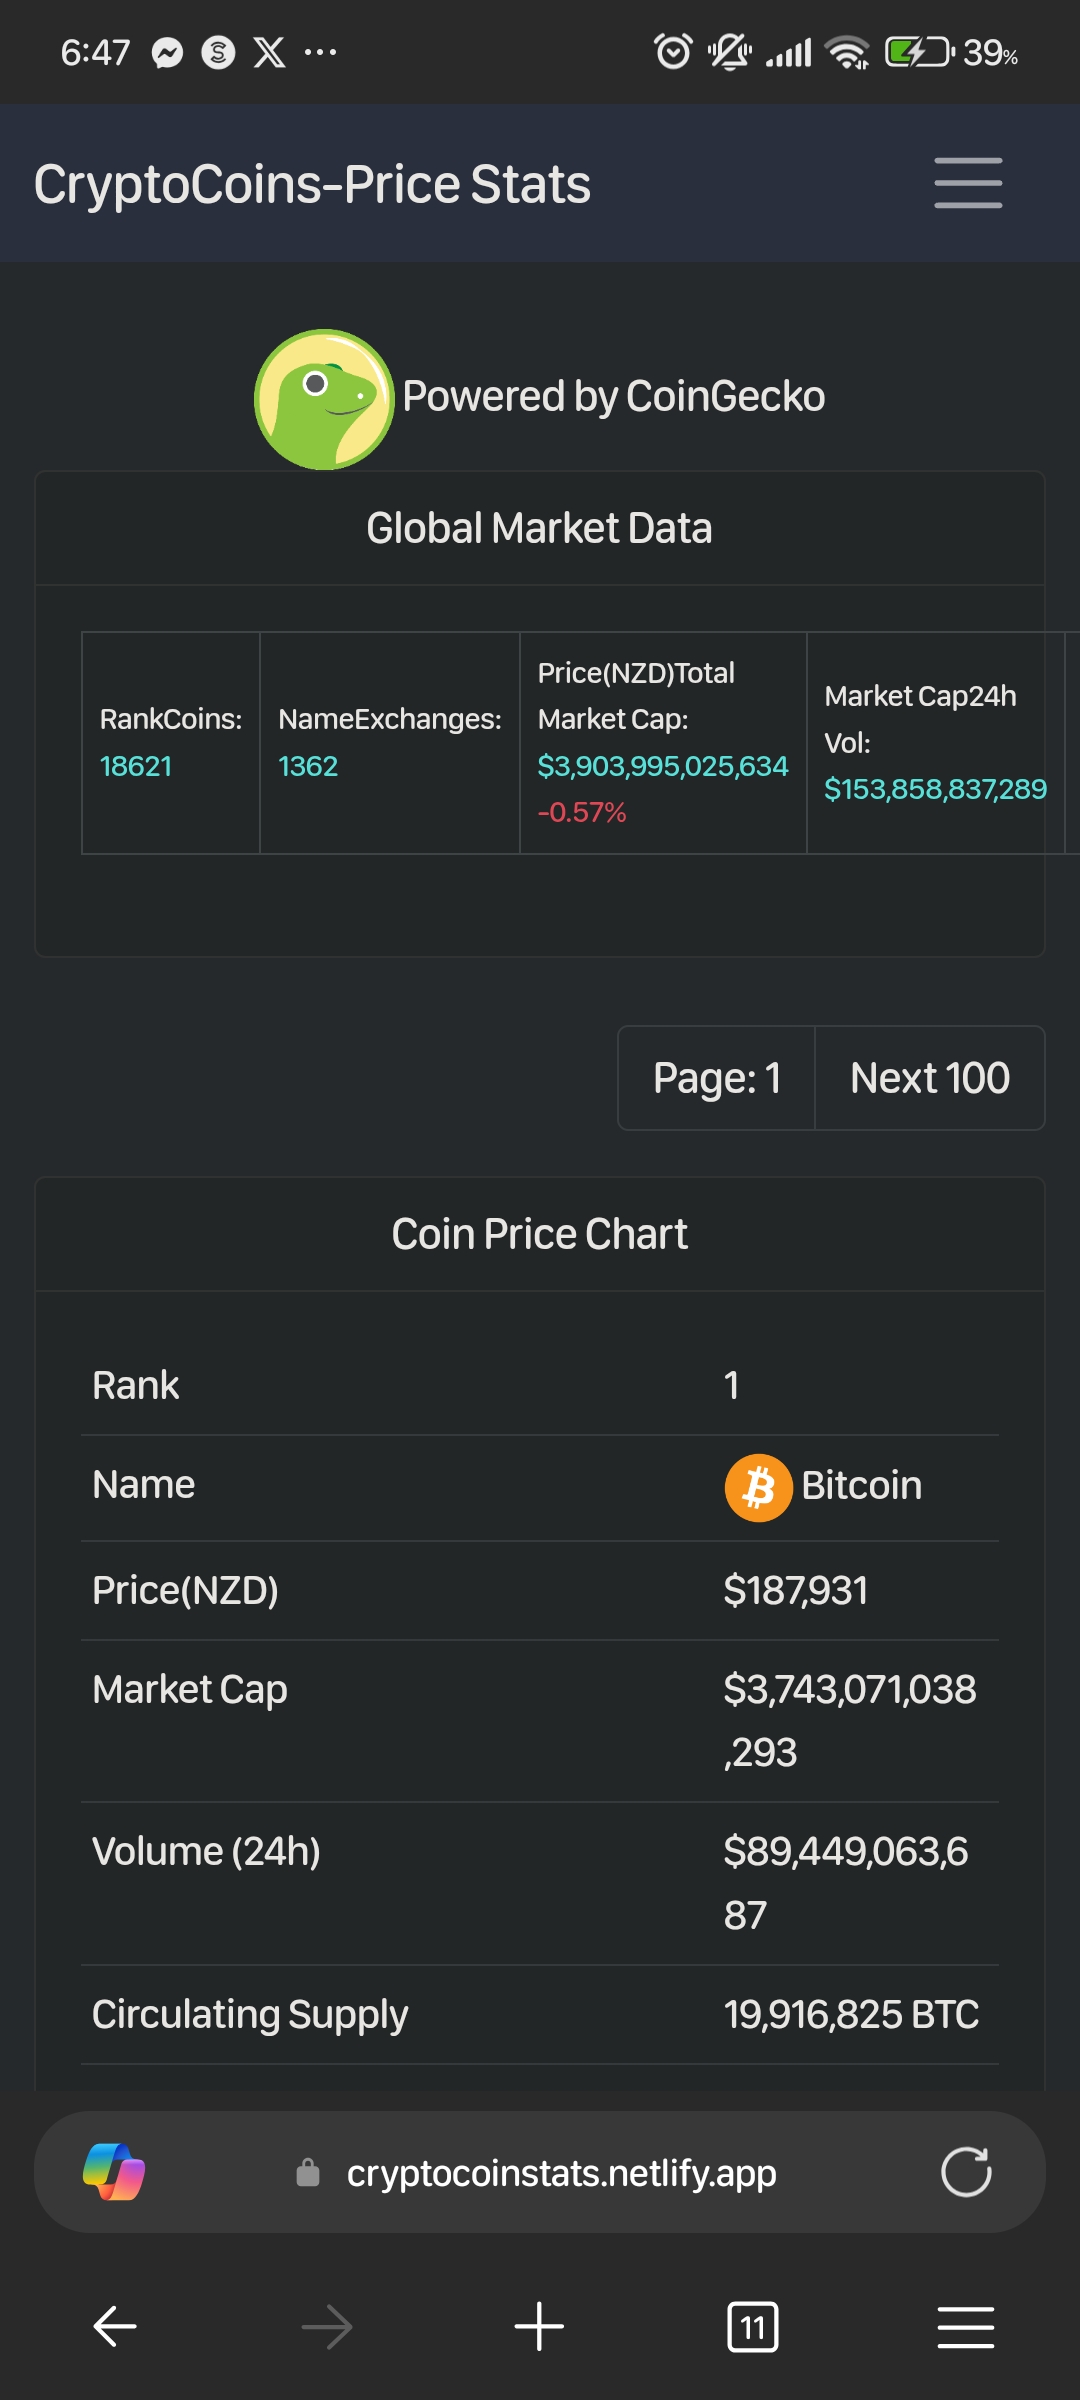 6:47
39%
CryptoCoins-Price Stats
Powered by CoinGecko
Global Market Data
RankCoins:
18621
NameExchanges:
1362
Price(NZD)Total
Market Cap:
$3,903,995,025,634
-0.57%
Market Cap24h
Vol:
$153,858,837,289
Page: 1
Next 100
Coin Price Chart
Rank
1
Name
Bitcoin
Price(NZD)
$187,931
Market Cap
$3,743,071,038
,293
Volume (24h)
$89,449,063,6
87
Circulating Supply
19,916,825 BTC
cryptocoinstats.netlify.app
11